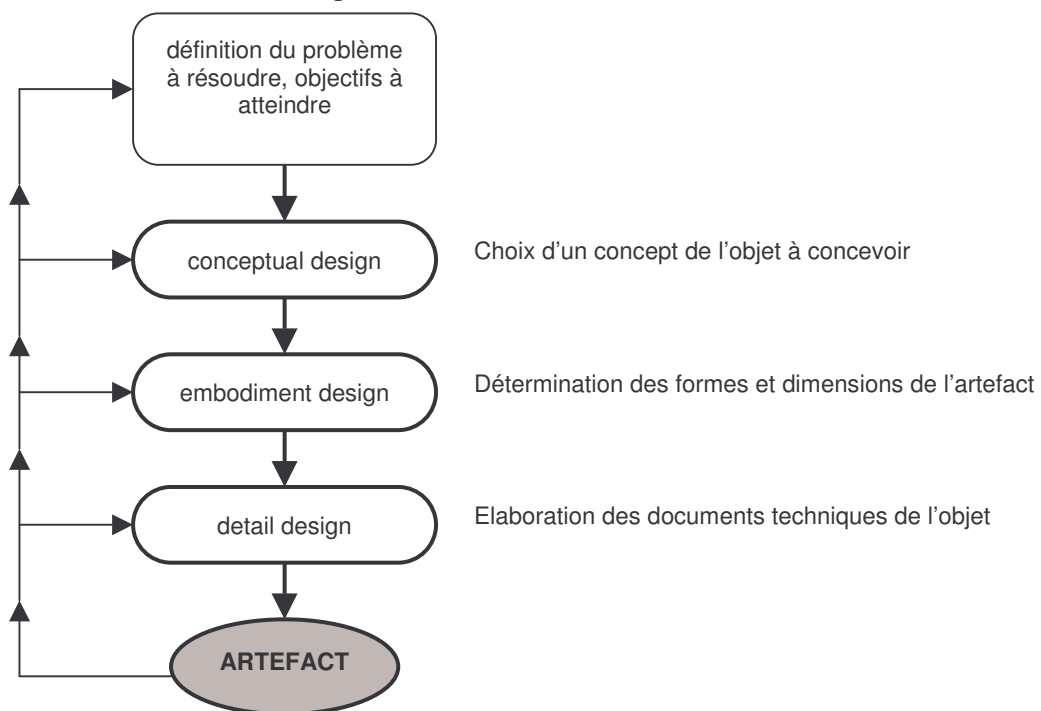 définition du problème
à résoudre, objectifs à
atteindre
conceptual design
Choix d’un concept de l’objet à concevoir
embodiment design
Détermination des formes et dimensions de l’artefact
detail design
Elaboration des documents techniques de l’objet
ARTEFACT